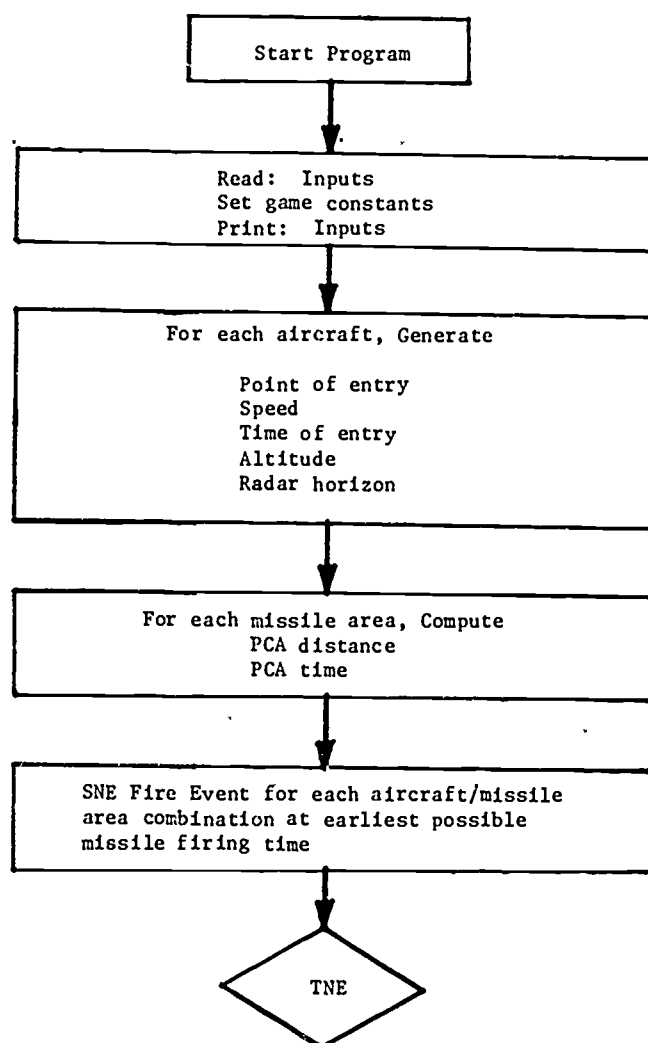 Start Program
Read: Inputs
Set game constants
Print: Inputs
For each aircraft, Generate
Point of entry
Speed
Time of entry
Altitude
Radar horizon
For each missile area, Compute
PCA distance
PCA time
SNE Fire Event for each aircraft/missile
area combination at earliest possible
missile firing time
TNE